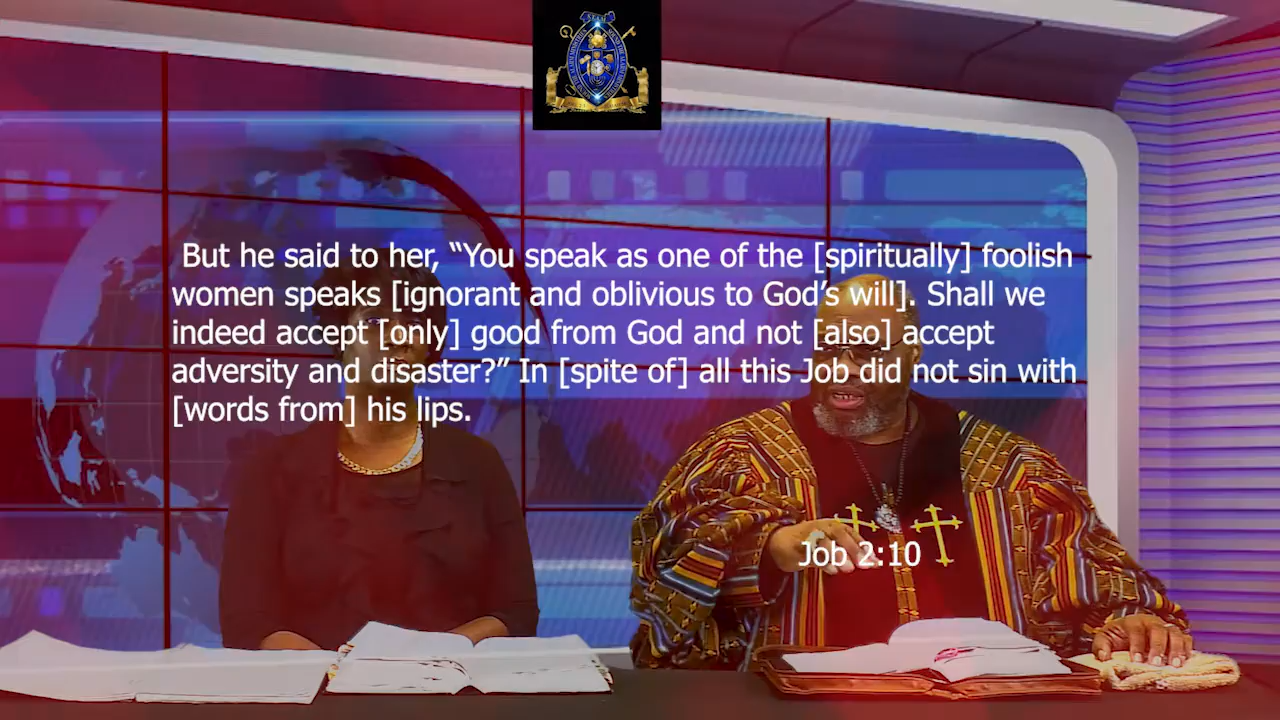 But he said to her, “You speak as one of the [spiritually] foolish
women speaks [ignorant and oblivious to God’s will]. Shall we
indeed accept [only] good from God and not [also] accept
adversity and disaster?” In [spite of] all this Job did not sin with
[words from] his lips.
Job 2:10